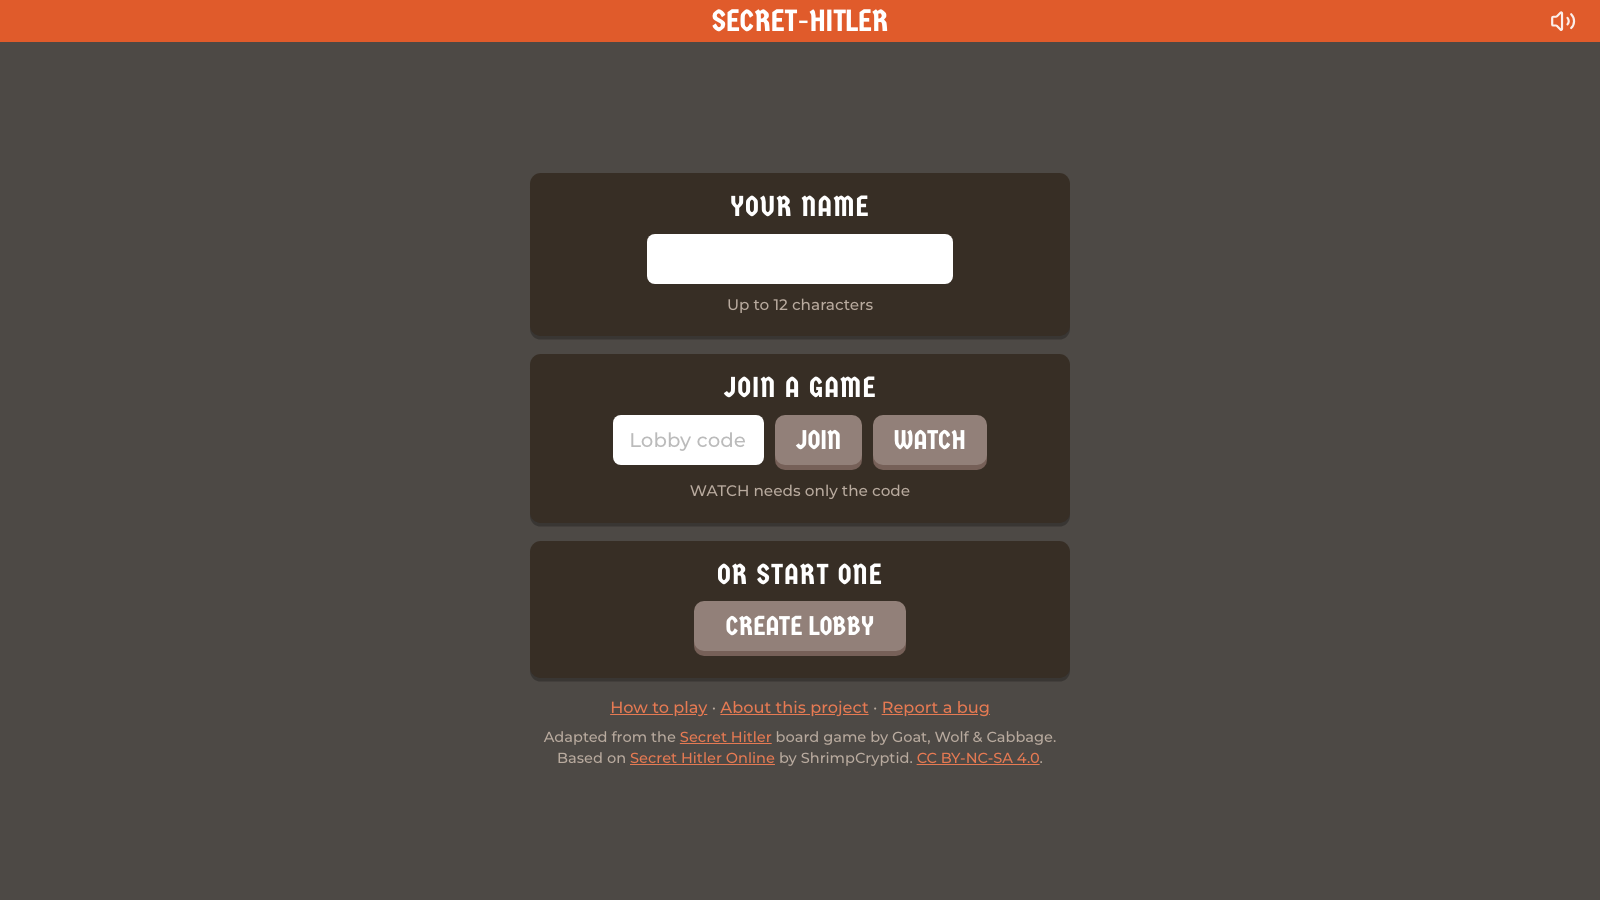 SECRET-HITLER
YOUR NAME
Up to 12 characters
JOIN A GAME
Lobby code
JOIN
WATCH
WATCH needs only the code
OR START ONE
CREATE LOBBY
How to play · About this project · Report a bug
Adapted from the Secret Hitler board game by Goat, Wolf & Cabbage.
Based on Secret Hitler Online by ShrimpCryptid. CC BY-NC-SA 4.0.